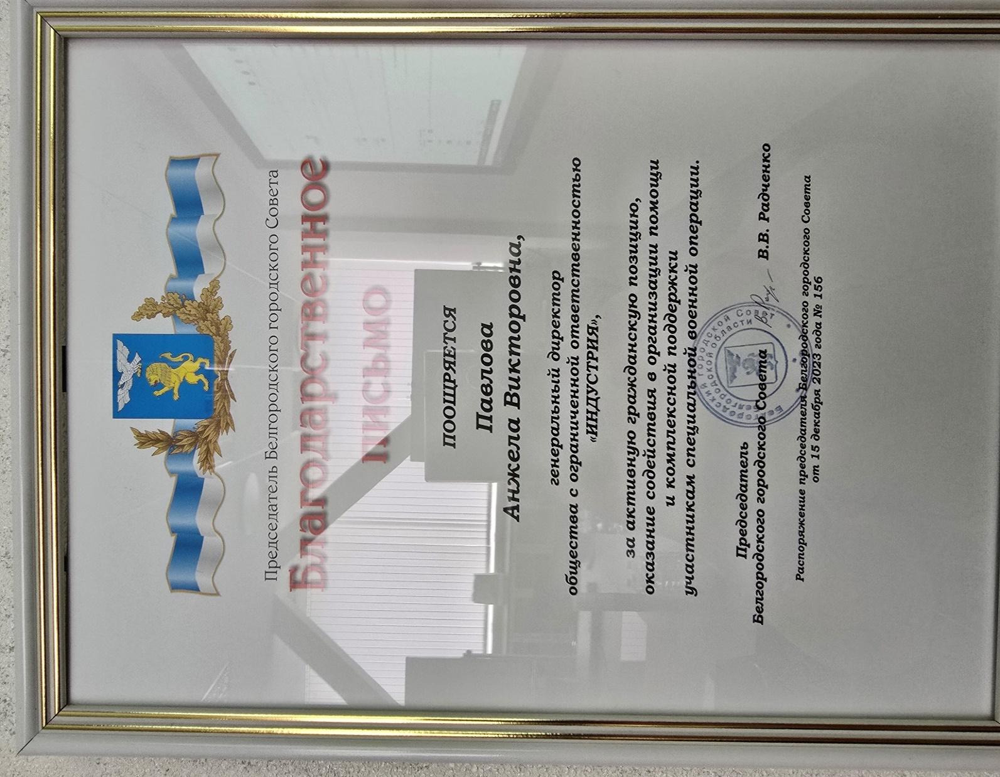 Председатель Белгородского городского Совета
Благодарственное
письмо
ПООЩРЯЕТСЯ
Павлова
Анжела Викторовна,
генеральный директор
общества с ограниченной ответственностью
«ИНДУСТРИЯ»,
за активную гражданскую позицию,
оказание содействия в организации помощи
и комплексной поддержки
участникам специальной военной операции.
Председатель
Белгородского городского Совета В.В. Радченко
Распоряжение председателя Белгородского городского Совета
от 15 декабря 2023 года № 156
Белгородский городской Совет
Белгородской области